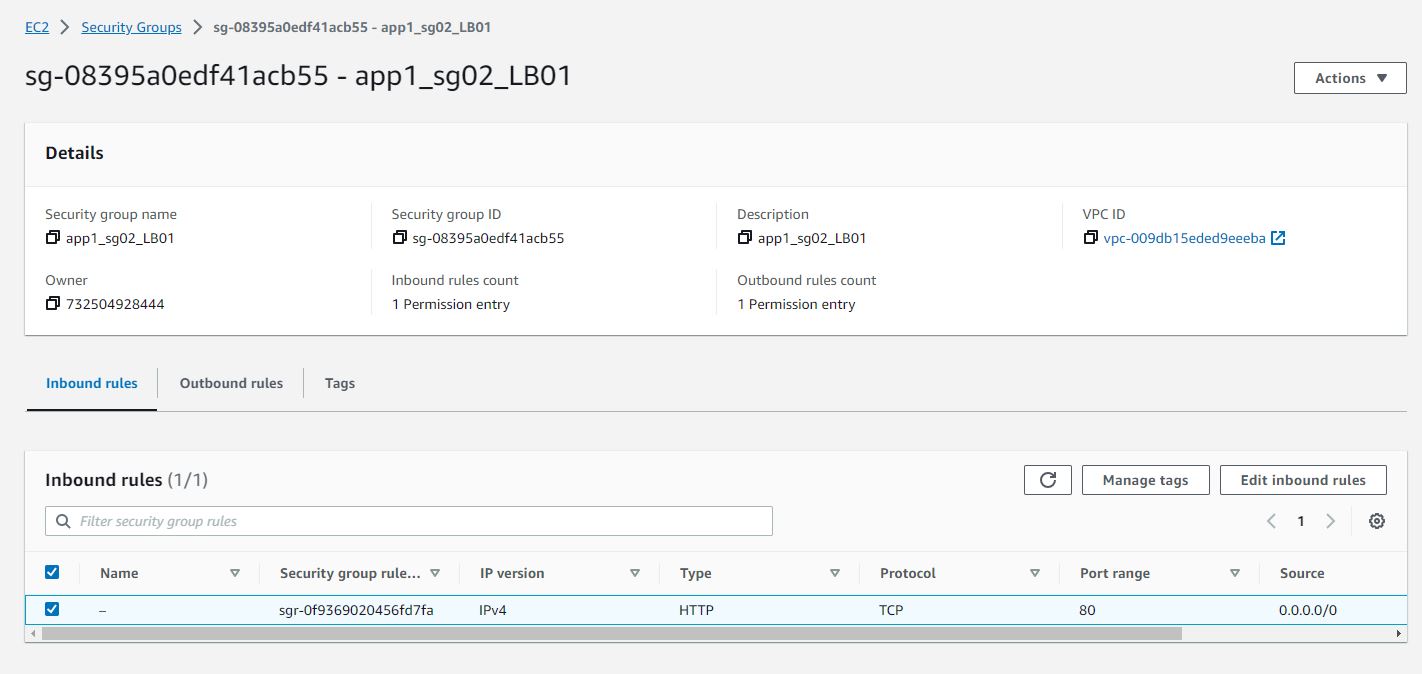 EC2 > Security Groups > sg-08395a0edf41acb55 - app1_sg02_LB01
sg-08395a0edf41acb55 - app1_sg02_LB01
Actions
Details
Security group name Security group ID Description VPC ID
app1_sg02_LB01 sg-08395a0edf41acb55 app1_sg02_LB01 vpc-009db15eded9eeeba
Owner Inbound rules count Outbound rules count
732504928444 1 Permission entry 1 Permission entry
Inbound rules Outbound rules Tags
Inbound rules (1/1) Manage tags Edit inbound rules
Filter security group rules 1
Name Security group rule... IP version Type Protocol Port range Source
– sgr-0f9369020456fd7fa IPv4 HTTP TCP 80 0.0.0.0/0